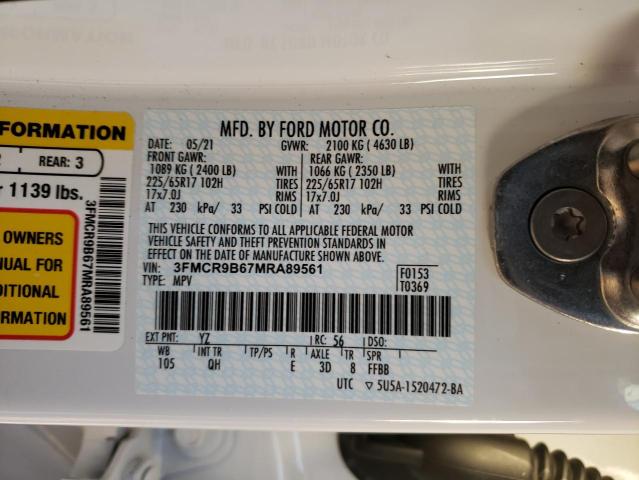 FORMATION
2 REAR: 3
r 1139 lbs.
OWNERS
NUAL FOR
DITIONAL
RMATION
3FMCR9B67MRA89561
MFD. BY FORD MOTOR CO.
DATE: 05/21 GVWR: 2100 KG (4630 LB)
FRONT GAWR: REAR GAWR:
1089 KG (2400 LB) WITH 1066 KG (2350 LB) WITH
225/65R17 102H TIRES 225/65R17 102H TIRES
17x7.0J RIMS 17x7.0J RIMS
AT 230 kPa/ 33 PSI COLD AT 230 kPa/ 33 PSI COLD
THIS VEHICLE CONFORMS TO ALL APPLICABLE FEDERAL MOTOR
VEHICLE SAFETY AND THEFT PREVENTION STANDARDS IN
EFFECT ON THE DATE OF MANUFACTURE SHOWN ABOVE.
VIN: 3FMCR9B67MRA89561 F0153
TYPE: MPV T0369
EXT PNT: YZ RC: 56 DSO:
WB INT TR TP/PS R AXLE TR SPR
105 QH E 3D 8 FFBB
UTC ▽ 5U5A-1520472-BA